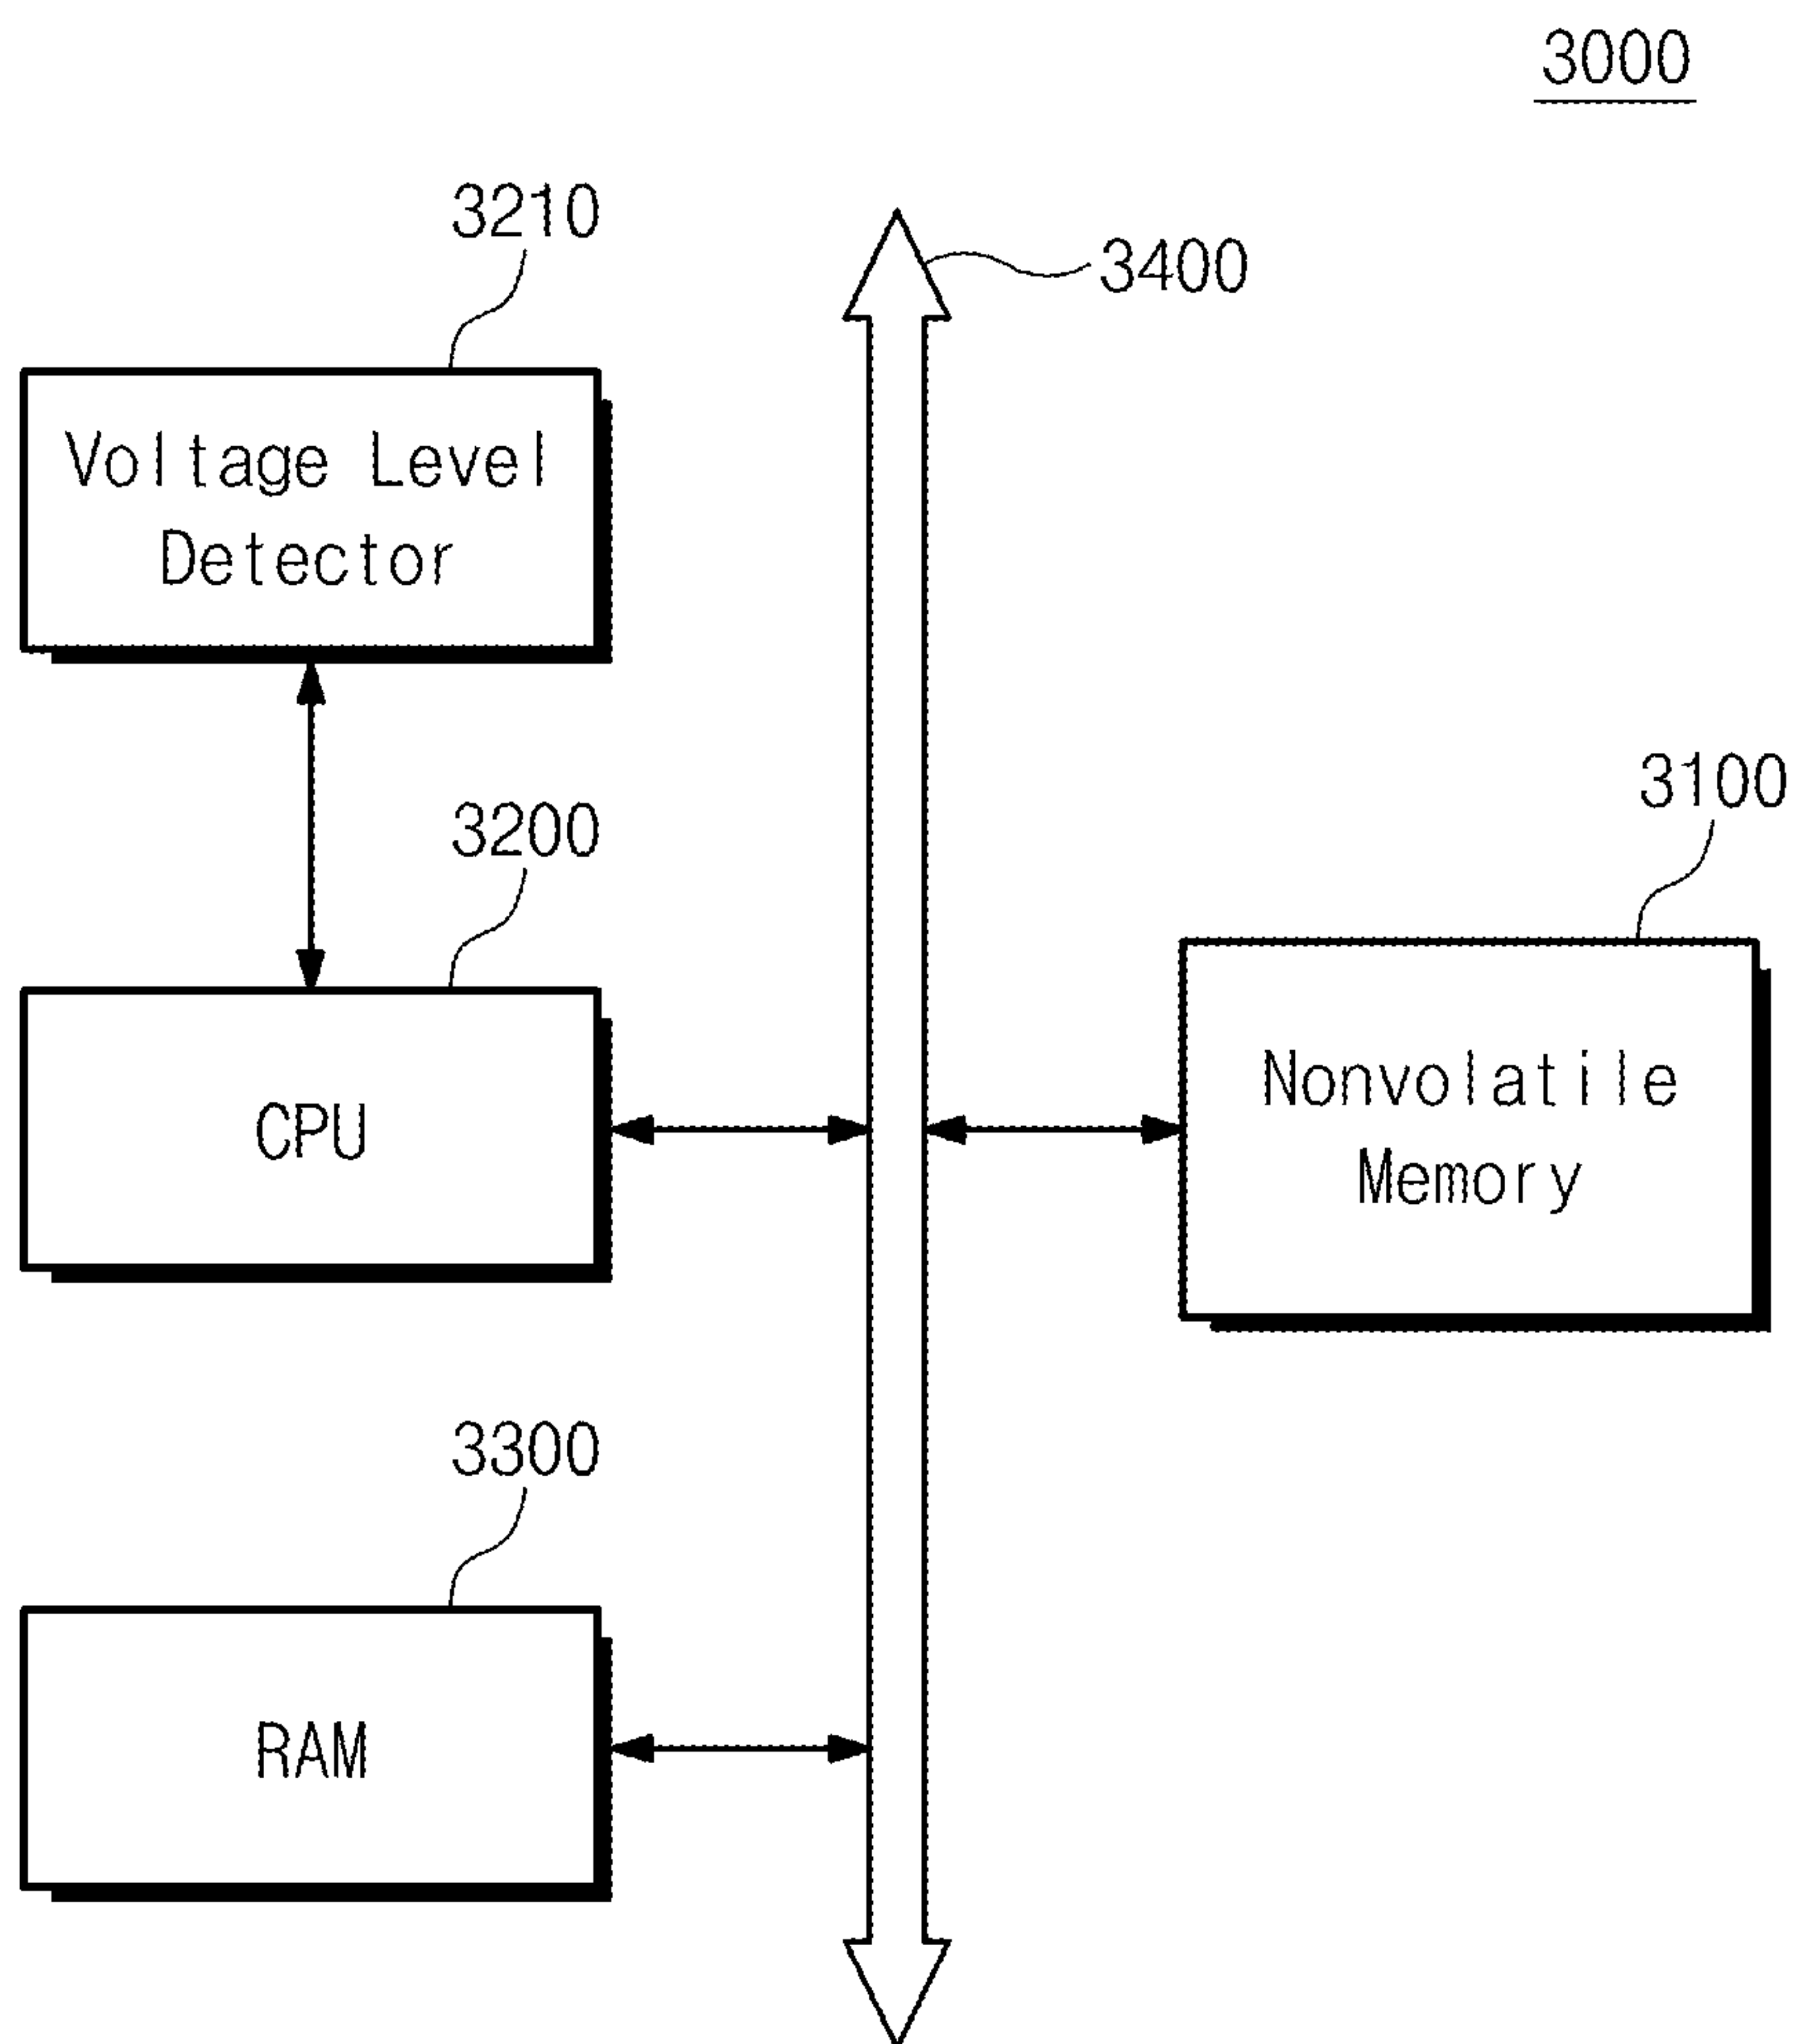 3000
3210
3400
Voltage Level
Detector
3100
3200
Nonvolatile
Memory
CPU
3300
RAM